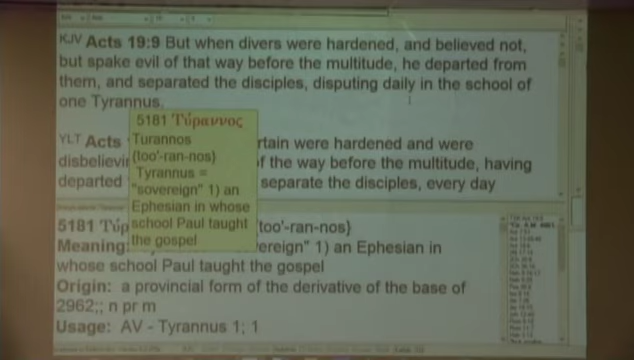 KJV Acts 19:9 But when divers were hardened, and believed not,
but spake evil of that way before the multitude, he departed from
them, and separated the disciples, disputing daily in the school of
one Tyrannus.
5181 Τύραννος
Turannos
{too'-ran-nos}
Tyrannus =
"sovereign" 1) an
Ephesian in whose
school Paul taught
the gospel
YLT Acts rtain were hardened and were
disbelievin f the way before the multitude, having
departed separate the disciples, every day
5181 Τύρ {too'-ran-nos}
Meaning: vereign" 1) an Ephesian in
whose school Paul taught the gospel
Origin: a provincial form of the derivative of the base of
2962;; n pr m
Usage: AV - Tyrannus 1; 1